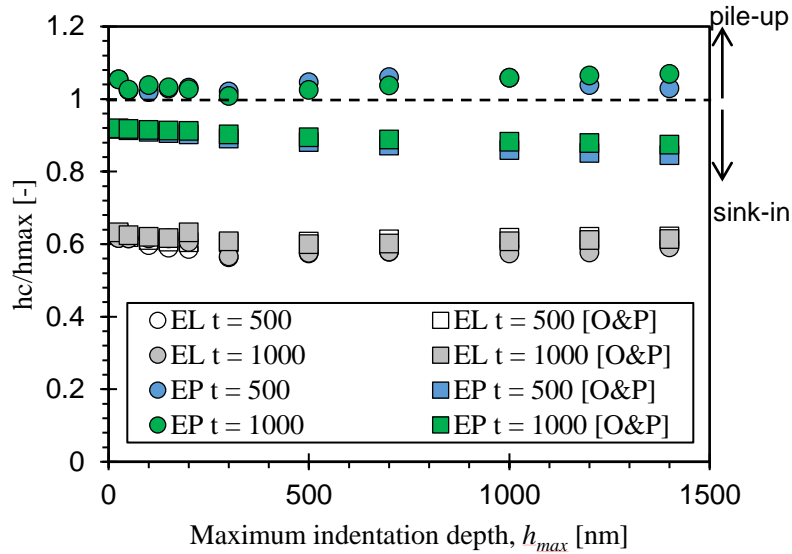 pile-up
1.2
1
0.8
sink-in
0.6
0.4
0.2
0
hc/hmax [-]
EL t = 500
EL t = 500 [O&P]
EL t = 1000
EL t = 1000 [O&P]
EP t = 500
EP t = 500 [O&P]
EP t = 1000
EP t = 1000 [O&P]
0 500 1000 1500
Maximum indentation depth, h_max [nm]